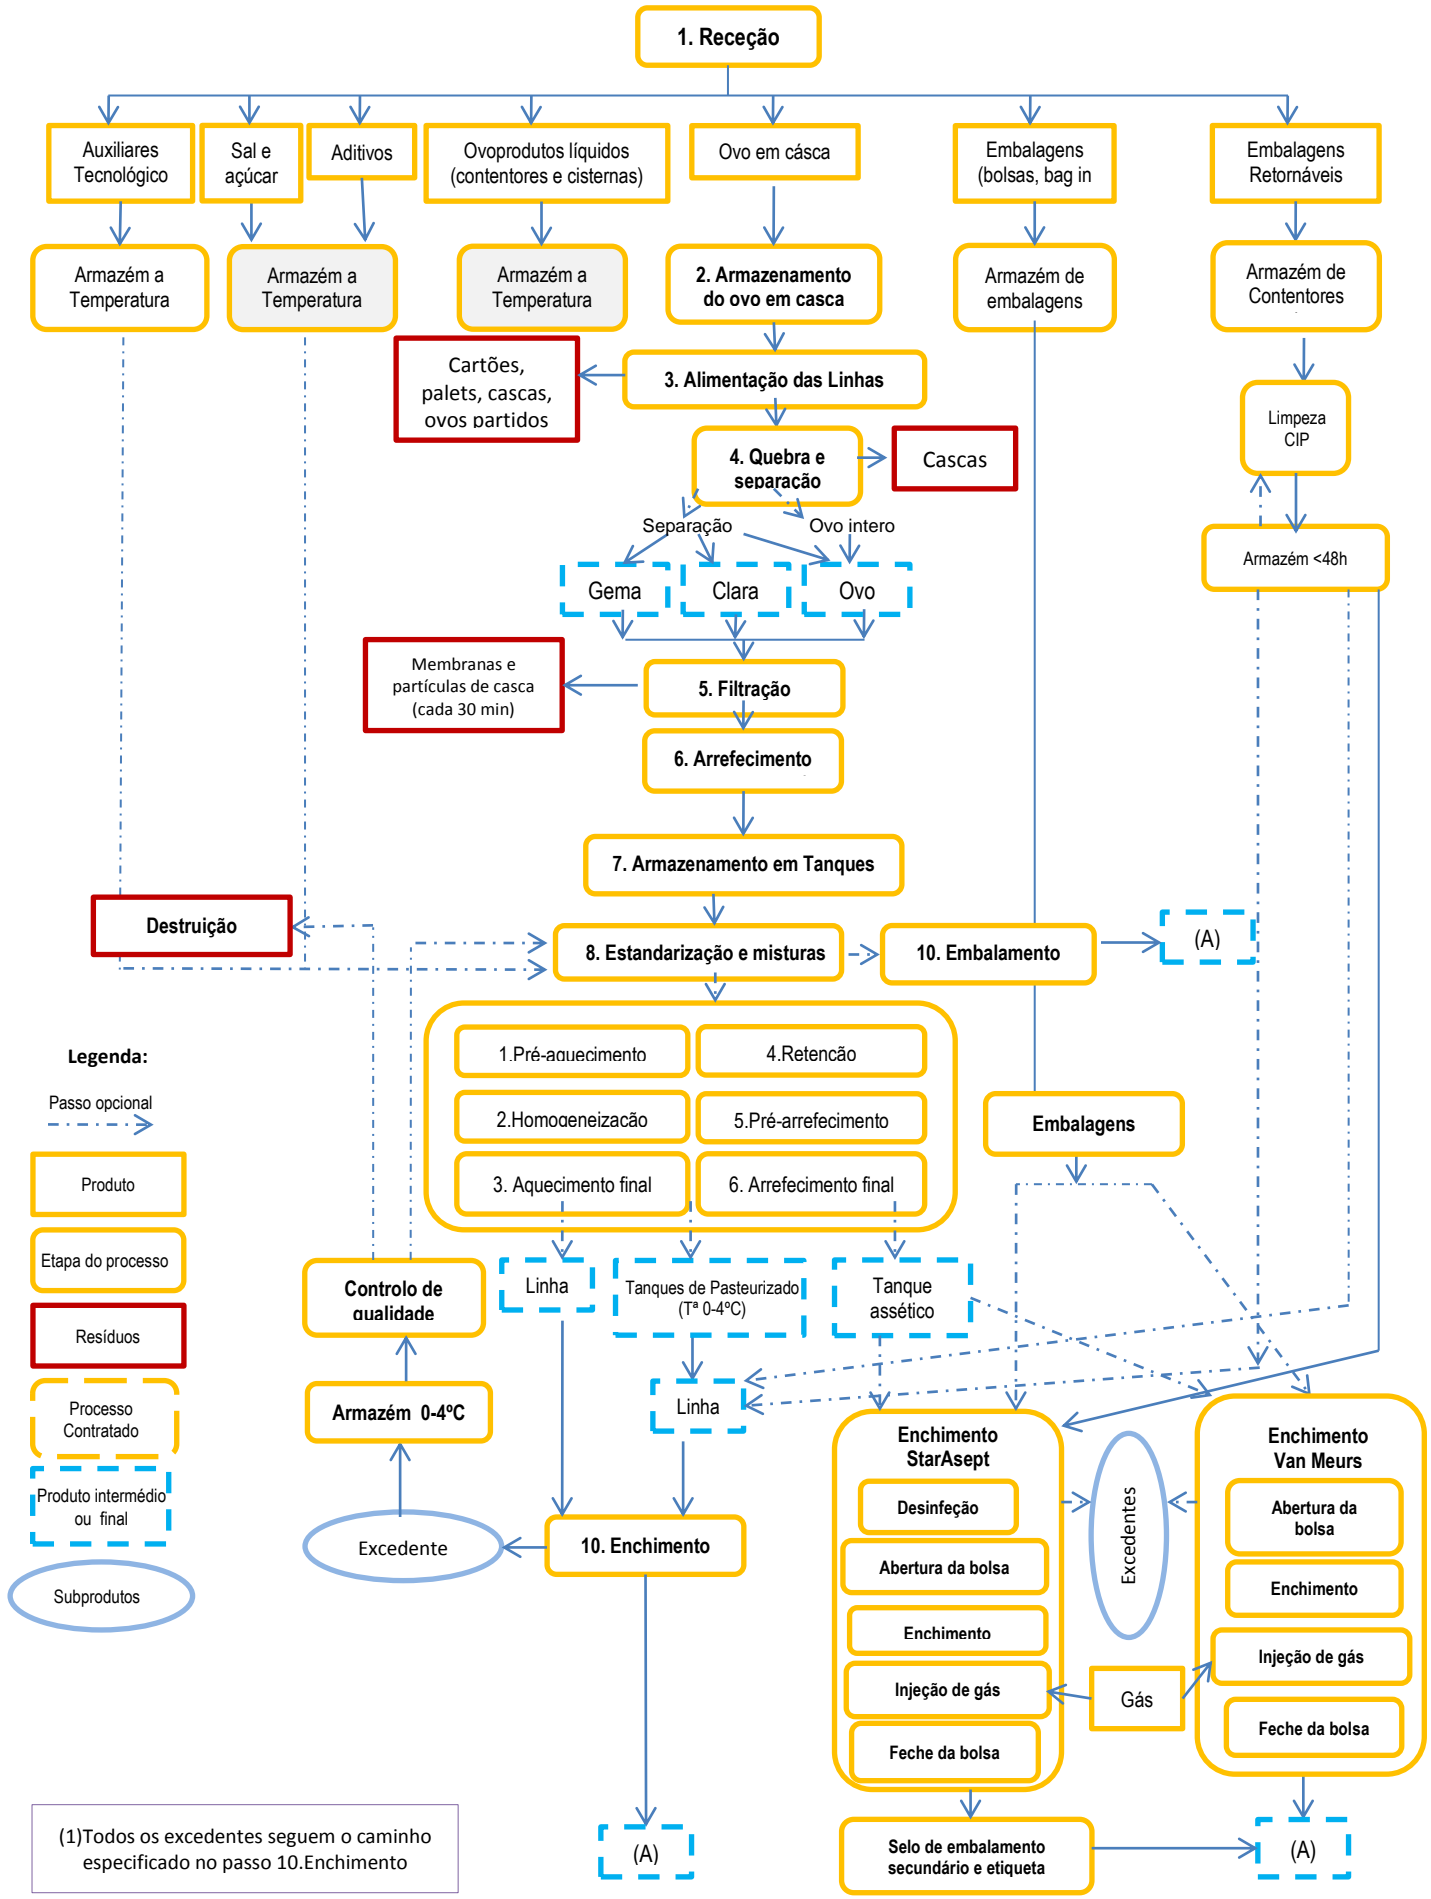 1. Receção
Auxiliares
Tecnológico
Sal e
açúcar
Aditivos
Ovoprodutos líquidos
(contentores e cisternas)
Ovo em cásca
Embalagens
(bolsas, bag in
Embalagens
Retornáveis
Armazém a
Temperatura
Armazém a
Temperatura
Armazém a
Temperatura
2. Armazenamento
do ovo em casca
Armazém de
embalagens
Armazém de
Contentores
Cartões,
palets, cascas,
ovos partidos
3. Alimentação das Linhas
4. Quebra e
separação
Cascas
Limpeza
CIP
Separação
Ovo intero
Armazém <48h
Gema
Clara
Ovo
Membranas e
partículas de casca
(cada 30 min)
5. Filtração
6. Arrefecimento
7. Armazenamento em Tanques
Destruição
8. Estandarização e misturas
10. Embalamento
(A)
1.Pré-aquecimento
4.Retenção
2.Homogeneização
5.Pré-arrefecimento
3. Aquecimento final
6. Arrefecimento final
Embalagens
Legenda:
Passo opcional
Produto
Etapa do processo
Resíduos
Processo
Contratado
Produto intermédio
ou final
Subprodutos
Controlo de
qualidade
Linha
Tanques de Pasteurizado
(Tª 0-4ºC)
Tanque
assético
Armazém 0-4ºC
Linha
Excedente
10. Enchimento
Enchimento
StarAsept
Desinfeção
Abertura da bolsa
Enchimento
Injeção de gás
Feche da bolsa
Excedentes
Gás
Enchimento
Van Meurs
Abertura da
bolsa
Enchimento
Injeção de gás
Feche da bolsa
(1)Todos os excedentes seguem o caminho
especificado no passo 10.Enchimento
(A)
Selo de embalamento
secundário e etiqueta
(A)